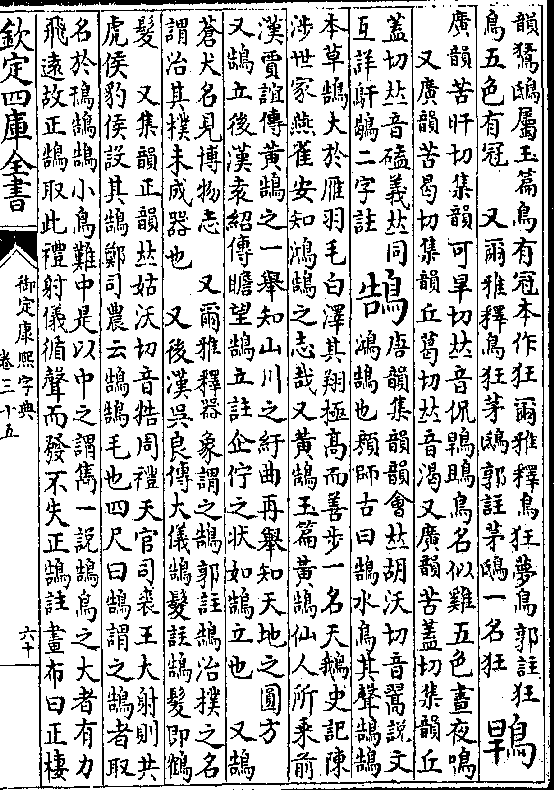 韻鵟鴟屬玉篇鳥有冠本作狂爾雅釋鳥狂䳜鳥郭註狂
鳥五色有冠　又爾雅釋鳥狂茅鴟郭註茅鴟一名狂　鶾
廣韻苦旰切集韻可旱切𠀤音侃鶾鴠鳥名似雞五色晝夜鳴
又廣韻苦曷切集韻丘葛切𠀤音渴又廣韻苦蓋切集韻丘
蓋切𠀤音磕義𠀤同　鵠　唐韻集韻韻會𠀤胡沃切音翯說文
互詳鳱鶡二字註　鴻鵠也顏師古曰鵠水鳥其聲鵠鵠
本草鵠大於雁羽毛白澤其翔極高而善步一名天鵝史記陳
涉世家燕雀安知鴻鵠之志哉又黃鵠玉篇黃鵠仙人所乘前
漢賈誼傳黃鵠之一舉知山川之紆曲再舉知天地之圓方
又鵠立後漢袁紹傳瞻望鵠立註企佇之狀如鵠立也　又鵠
蒼犬名見博物志　又爾雅釋器象謂之鵠郭註鵠治撲之名
謂治其樸未成器也　又後漢吳良傳大儀鵠髮註鵠髮即鶴
髮　又集韻正韻𠀤姑沃切音牿周禮天官司裘王大射則共
虎侯豹侯設其鵠鄭司農云鵠鵠毛也四尺曰鵠謂之鵠者取
名於鳱鵠鵠小鳥難中是以中之謂雋一說鵠鳥之大者有力
飛遠故正鵠取此禮射儀循聲而發不失正鵠註畫布曰正棲
欽定四庫全書
御定康熙字典
卷三十五
六十